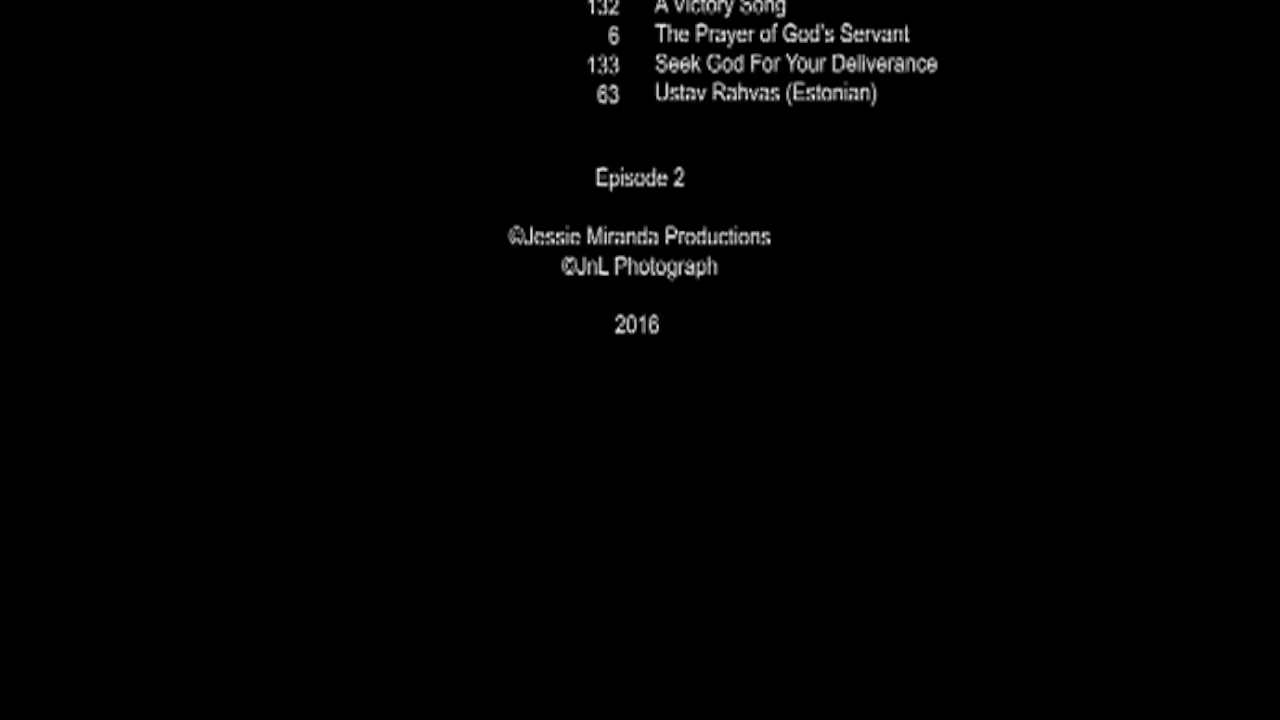 132 A Victory Song
6 The Prayer of God's Servant
133 Seek God For Your Deliverance
63 Ustav Rahvas (Estonian)
Episode 2
©Jessie Miranda Productions
©JnL Photograph
2016